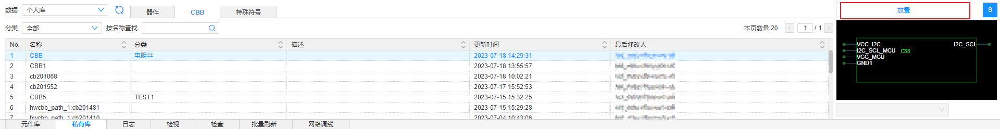 数据 个人库 器件 CBB 特殊符号 放置 S
分类 全部 按名称查找 本页数量:20 1 / 1
No. 名称 分类 描述 更新时间 最后修改人
1 CBB 电阻丝 2023-07-18 14:29:31
2 CBB1 2023-07-18 13:55:57
3 cb201068 2023-07-18 10:02:21
4 cb201552 2023-07-17 15:52:53
5 CBB5 TEST1 2023-07-15 15:32:25
6 hwcbb_path_1:cb201481 2023-07-15 15:29:28
7 hwcbb_path_1:cb201410 2023-07-04 10:43:06
VCC_I2C I2C_SCL
I2C_SCL_MCU CBB
VCC_MCU
GND1
元件库 私有库 日志 检视 检查 批量刷新 网络调线